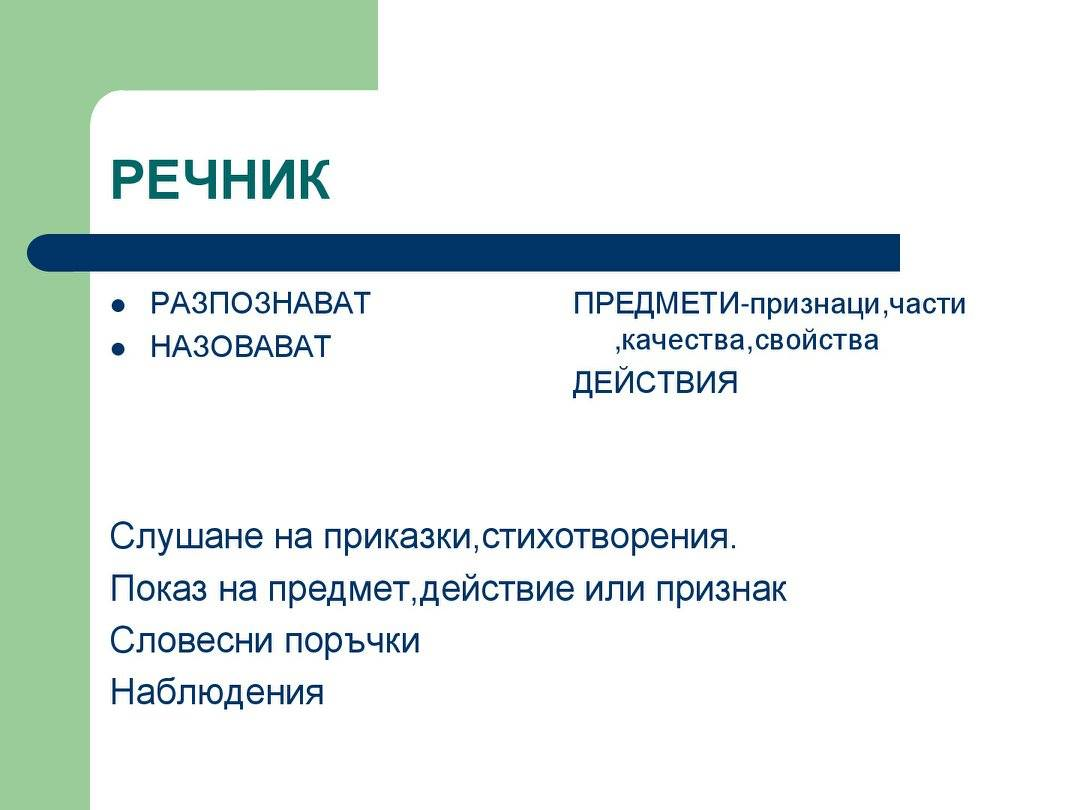 РЕЧНИК
РАЗПОЗНАВАТ
НАЗОВАВАТ
ПРЕДМЕТИ-признаци,части
,качества,свойства
ДЕЙСТВИЯ
Слушане на приказки,стихотворения.
Показ на предмет,действие или признак
Словесни поръчки
Наблюдения